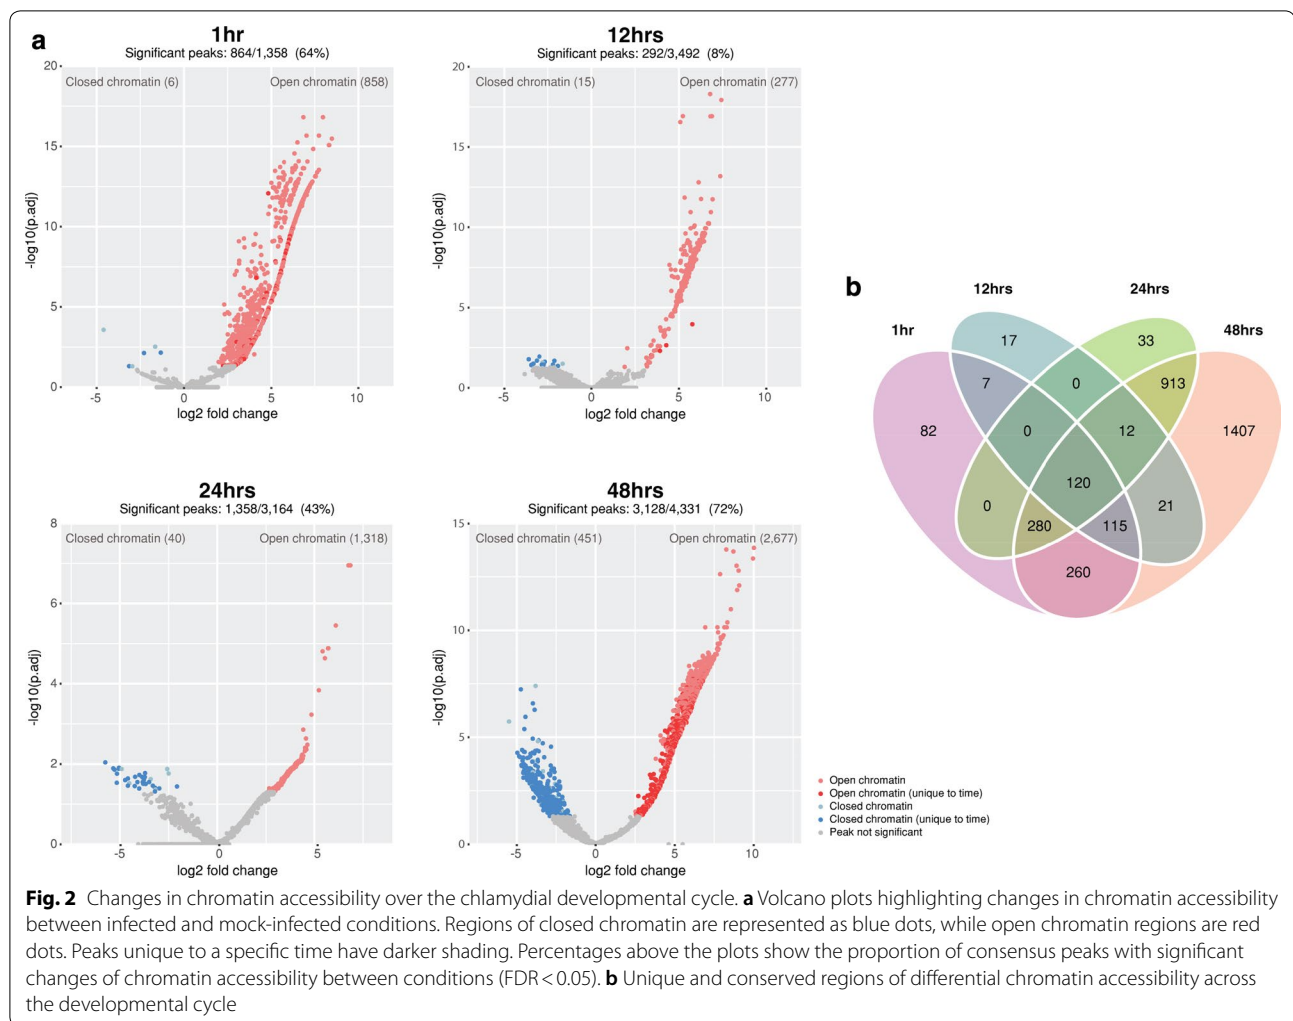 a
1hr
Significant peaks: 864/1,358 (64%)
Closed chromatin (6)
Open chromatin (858)
20
15
10
5
0
-5
0
5
10
-log10(p.adj)
log2 fold change
12hrs
Significant peaks: 292/3,492 (8%)
Closed chromatin (15)
Open chromatin (277)
20
15
10
5
0
-5
0
5
10
-log10(p.adj)
log2 fold change
24hrs
Significant peaks: 1,358/3,164 (43%)
Closed chromatin (40)
Open chromatin (1,318)
8
6
4
2
0
-5
0
5
-log10(p.adj)
log2 fold change
48hrs
Significant peaks: 3,128/4,331 (72%)
Closed chromatin (451)
Open chromatin (2,677)
15
10
5
0
-5
0
5
10
-log10(p.adj)
log2 fold change
Open chromatin
Open chromatin (unique to time)
Closed chromatin
Closed chromatin (unique to time)
Peak not significant
b
12hrs
24hrs
1hr
48hrs
17
33
7
0
913
82
0
12
1407
120
0
280
115
21
260
Fig. 2 Changes in chromatin accessibility over the chlamydial developmental cycle. a Volcano plots highlighting changes in chromatin accessibility
between infected and mock-infected conditions. Regions of closed chromatin are represented as blue dots, while open chromatin regions are red
dots. Peaks unique to a specific time have darker shading. Percentages above the plots show the proportion of consensus peaks with significant
changes of chromatin accessibility between conditions (FDR < 0.05). b Unique and conserved regions of differential chromatin accessibility across
the developmental cycle